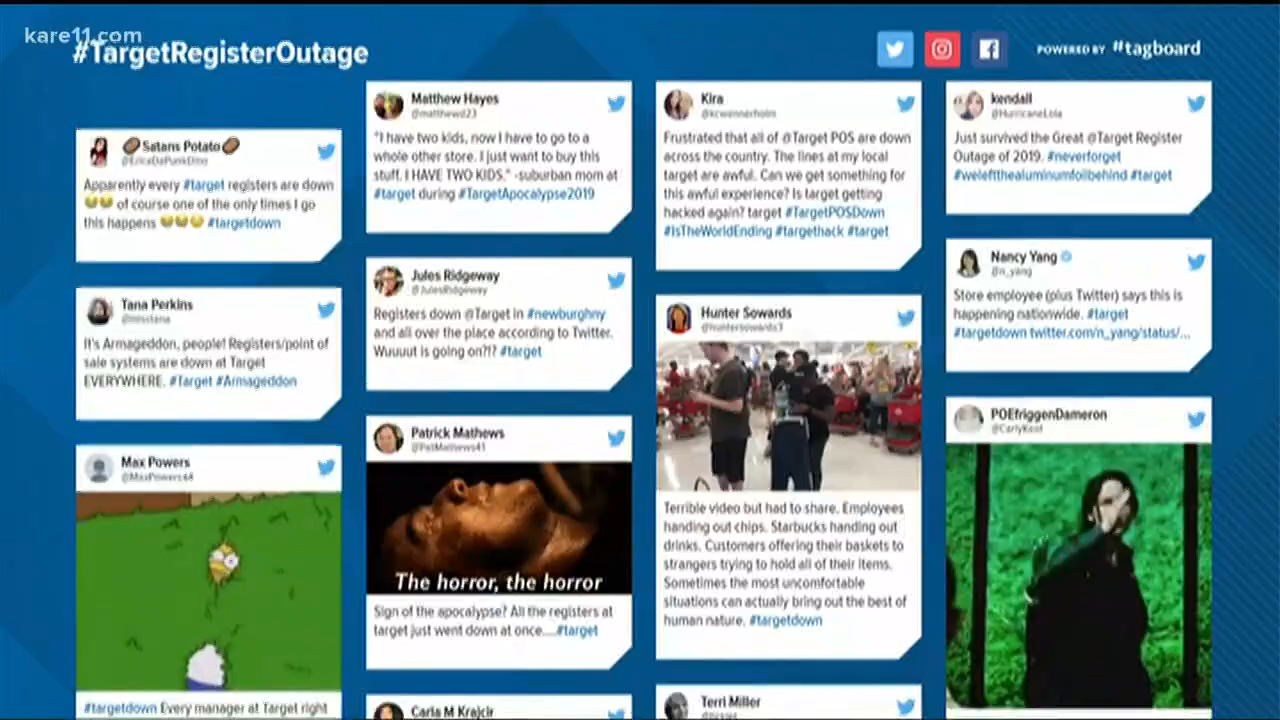 kare11.com
#TargetRegisterOutage
POWERED BY #tagboard
Satans Potato
@EricaDaPunkDino
Apparently every #target registers are down
😂😂 of course one of the only times I go
this happens 😂😂😂 #targetdown
Tana Perkins
It's Armageddon, people! Registers/point of
sale systems are down at Target
EVERYWHERE. #Target #Armageddon
Max Powers
@MaxPowers44
#targetdown Every manager at Target right
Matthew Hayes
@matthewd23
"I have two kids, now I have to go to a
whole other store. I just want to buy this
stuff. I HAVE TWO KIDS." -suburban mom at
#target during #TargetApocalypse2019
Jules Ridgeway
@JulesRidgeway
Registers down @Target in #newburghny
and all over the place according to Twitter.
Wuuuut is going on?!? #target
Patrick Mathews
@PatMathews41
The horror, the horror
Sign of the apocalypse? All the registers at
target just went down at once....#target
Carla M Krajcir
Kira
@kcwennerholm
Frustrated that all of @Target POS are down
across the country. The lines at my local
target are awful. Can we get something for
this awful experience? Is target getting
hacked again? target #TargetPOSDown
#IsTheWorldEnding #targethack #target
Hunter Sowards
@huntersowards3
Terrible video but had to share. Employees
handing out chips. Starbucks handing out
drinks. Customers offering their baskets to
strangers trying to hold all of their items.
Sometimes the most uncomfortable
situations can actually bring out the best of
human nature. #targetdown
Terri Miller
kendall
@HurricaneLola
Just survived the Great @Target Register
Outage of 2019. #neverforget
#weleftthealuminumfoilbehind #target
Nancy Yang
@n_yang
Store employee (plus Twitter) says this is
happening nationwide. #target
#targetdown twitter.com/n_yang/status/...
POEfriggenDameron
@CarlyKeel